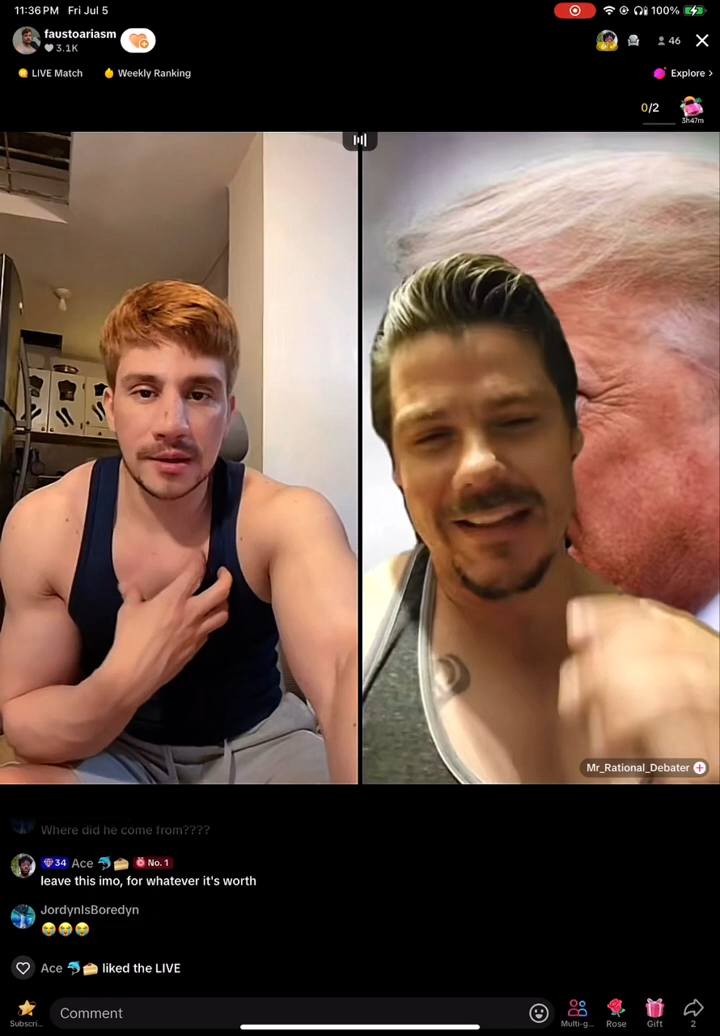 11:36 PM Fri Jul 5
100%
faustoariasm
3.1K
46
LIVE Match
Weekly Ranking
Explore >
0/2
3h47m
Mr_Rational_Debater
Where did he come from????
34 Ace 🐬🍰 No. 1
leave this imo, for whatever it's worth
JordynIsBoredyn
😭😭😭
Ace 🐬🍰 liked the LIVE
Subscri...
Comment
Multi-g...
Rose
Gift
2